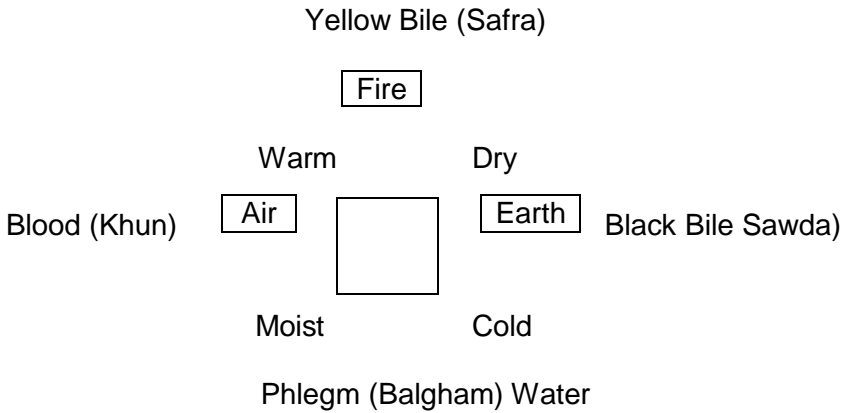 Yellow Bile (Safra)
Fire
Warm Dry
Blood (Khun) Air Earth Black Bile Sawda)
Moist Cold
Phlegm (Balgham) Water